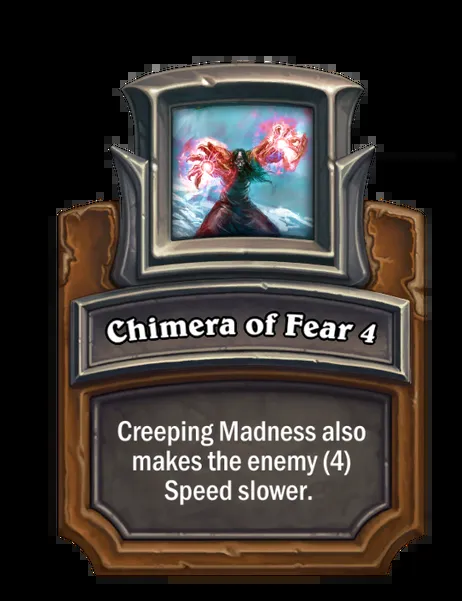 Chimera of Fear 4
Creeping Madness also
makes the enemy (4)
Speed slower.